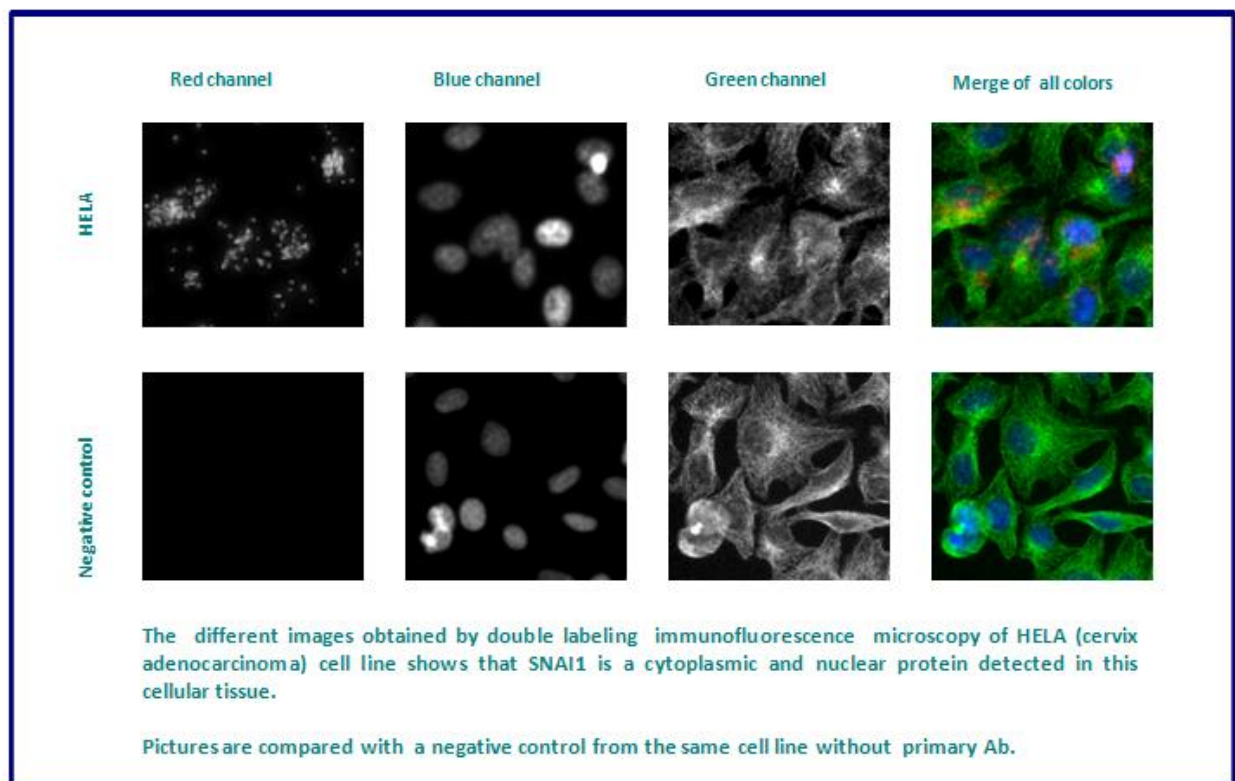 Red channel
Blue channel
Green channel
Merge of all colors
HELA
Negative control
The different images obtained by double labeling immunofluorescence microscopy of HELA (cervix
adenocarcinoma) cell line shows that SNAI1 is a cytoplasmic and nuclear protein detected in this
cellular tissue.
Pictures are compared with a negative control from the same cell line without primary Ab.